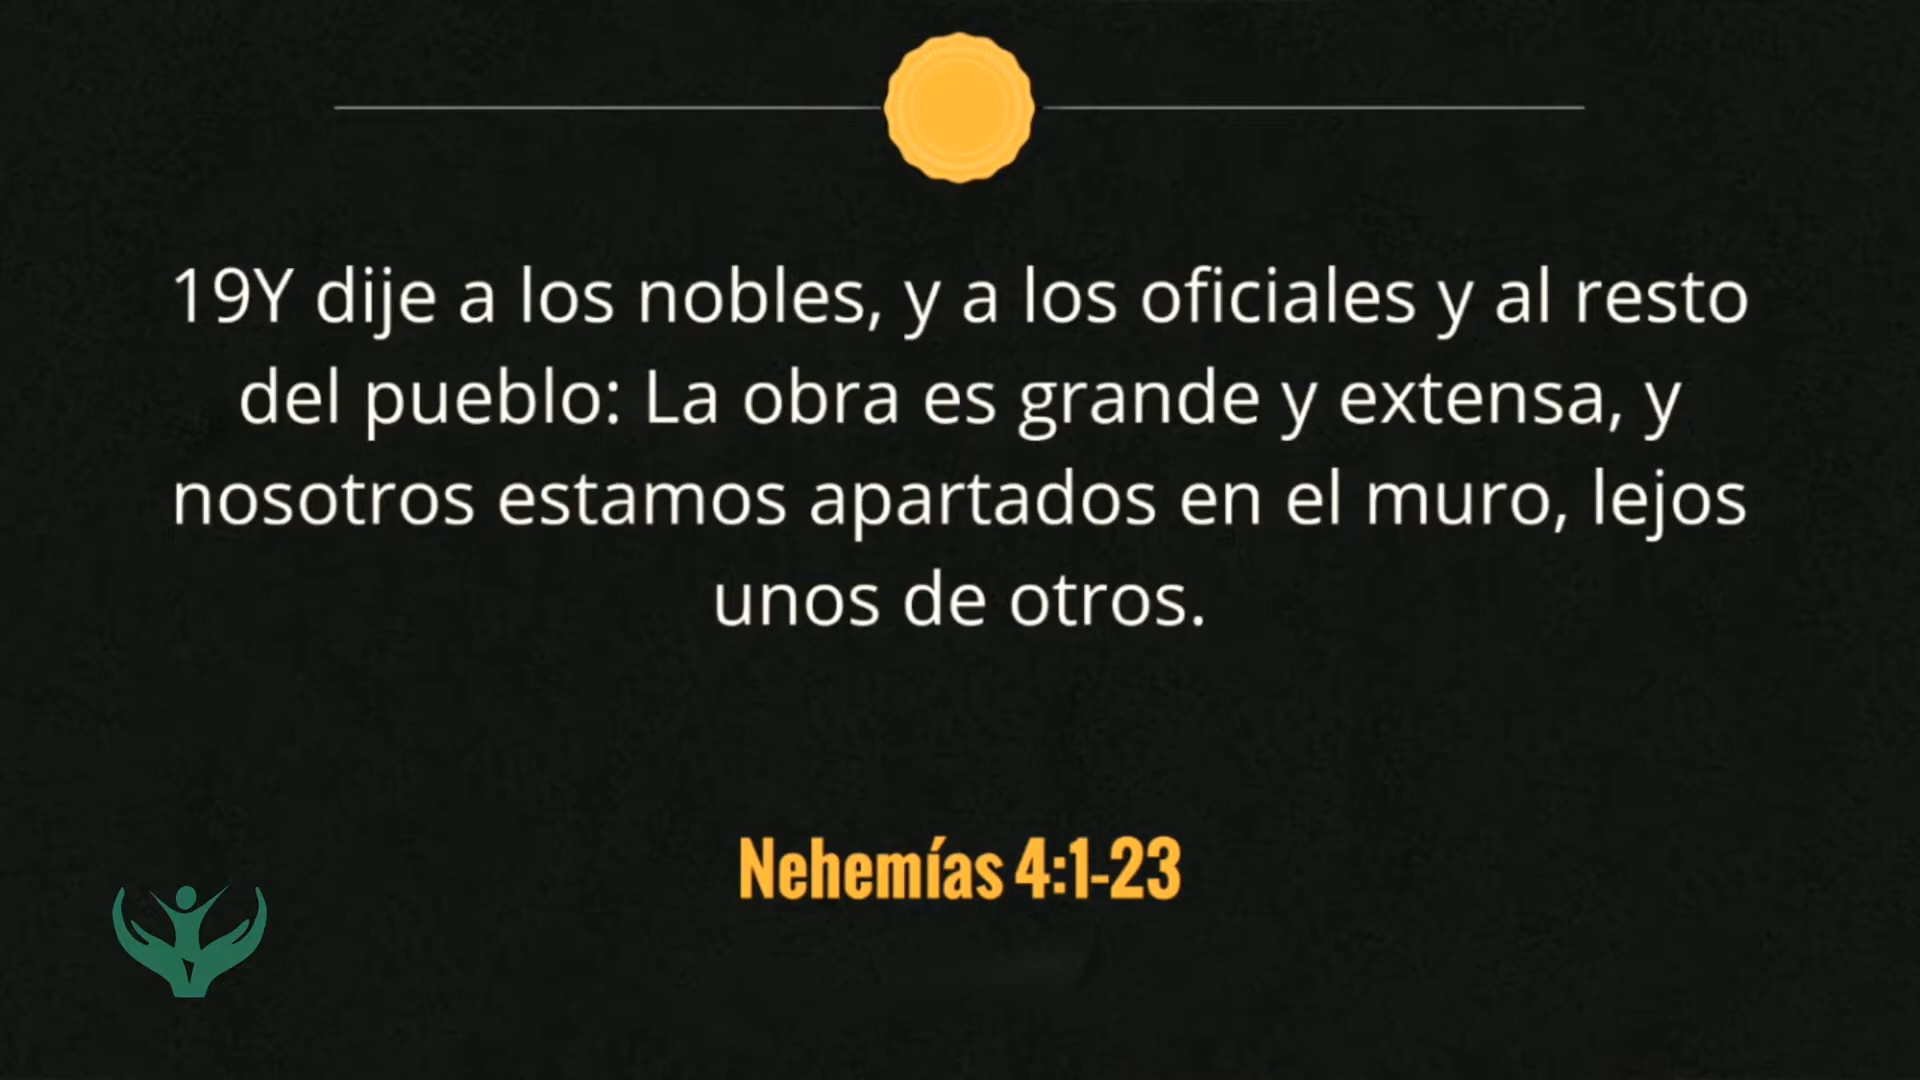 19Y dije a los nobles, y a los oficiales y al resto
del pueblo: La obra es grande y extensa, y
nosotros estamos apartados en el muro, lejos
unos de otros.
Nehemías 4:1-23